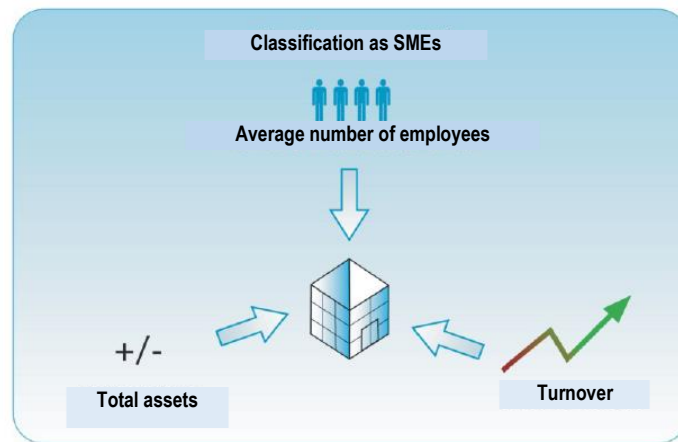 Classification as SMEs
Average number of employees
+/-
Total assets
Turnover